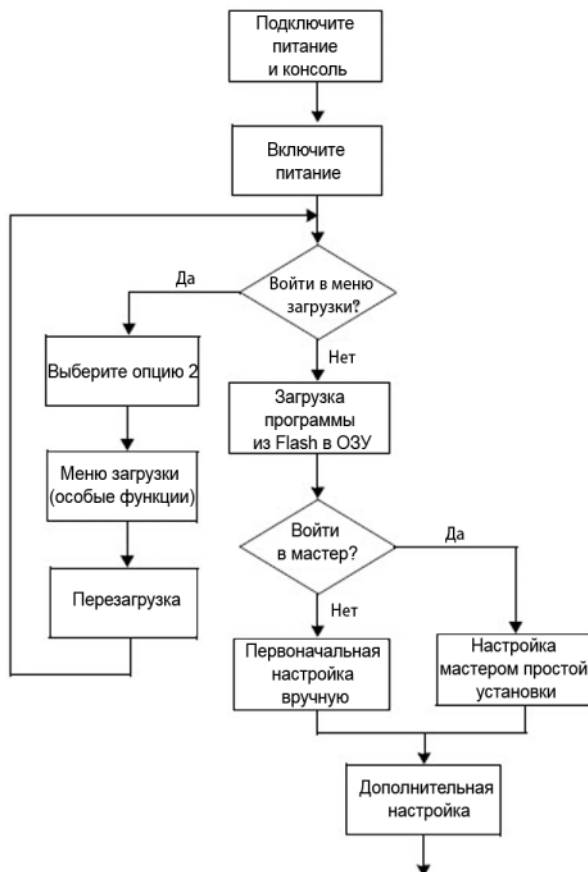 Подключите
питание
и консоль
Включите
питание
Да
Войти в меню
загрузки?
Выберите опцию 2
Нет
Загрузка
программы
из Flash в ОЗУ
Меню загрузки
(особые функции)
Войти
в мастер?
Да
Перезагрузка
Нет
Первоначальная
настройка
вручную
Настройка
мастером простой
установки
Дополнительная
настройка